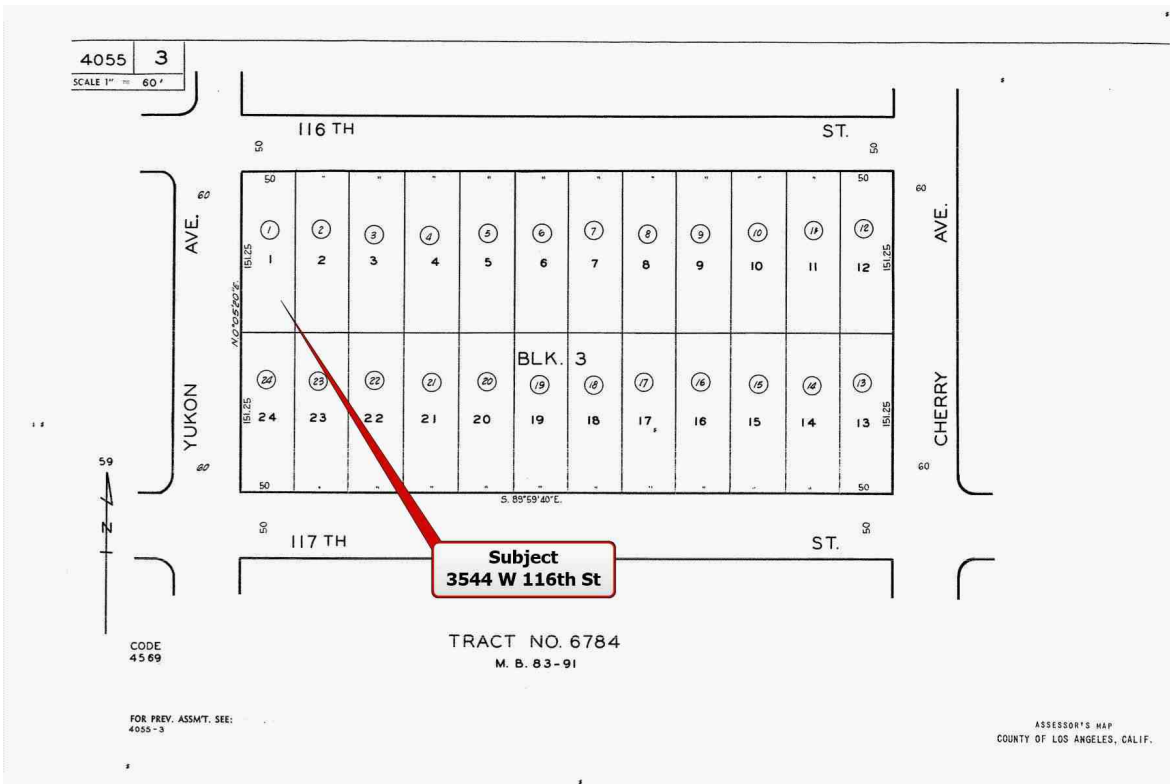 4055 3
SCALE 1" = 60'
116 TH ST.
50 50
50 " " " " " " " " " " 50
60 60
YUKON AVE.
CHERRY AVE.
1 2 3 4 5 6 7 8 9 10 11 12
151.25 1 2 3 4 5 6 7 8 9 10 11 12 151.25
N.0°05'20"E.
BLK. 3
24 23 22 21 20 19 18 17 16 15 14 13
151.25 24 23 22 21 20 19 18 17 16 15 14 13 151.25
60 60
50 " " " " " " " " " 50
S. 89°59'40"E.
59
N
50 50
117 TH ST.
Subject
3544 W 116th St
TRACT NO. 6784
M. B. 83-91
CODE
4569
FOR PREV. ASSM'T. SEE:
4055-3
ASSESSOR'S MAP
COUNTY OF LOS ANGELES, CALIF.